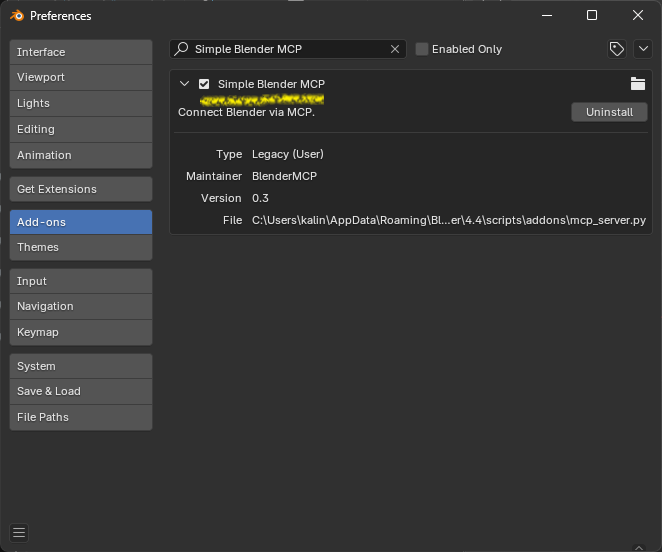 Preferences
Interface
Viewport
Lights
Editing
Animation
Get Extensions
Add-ons
Themes
Input
Navigation
Keymap
System
Save & Load
File Paths
Simple Blender MCP
Enabled Only
Simple Blender MCP
Connect Blender via MCP.
Uninstall
Type Legacy (User)
Maintainer BlenderMCP
Version 0.3
File C:\Users\kalin\AppData\Roaming\Bl...er\4.4\scripts\addons\mcp_server.py